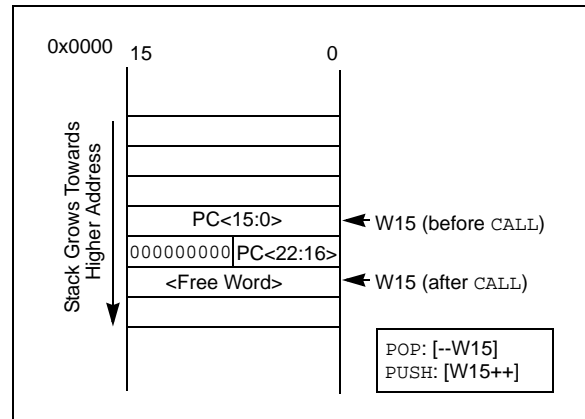 0x0000 15 0
Stack Grows Towards
Higher Address
PC<15:0>
W15 (before CALL)
000000000 PC<22:16>
<Free Word>
W15 (after CALL)
POP: [--W15]
PUSH: [W15++]